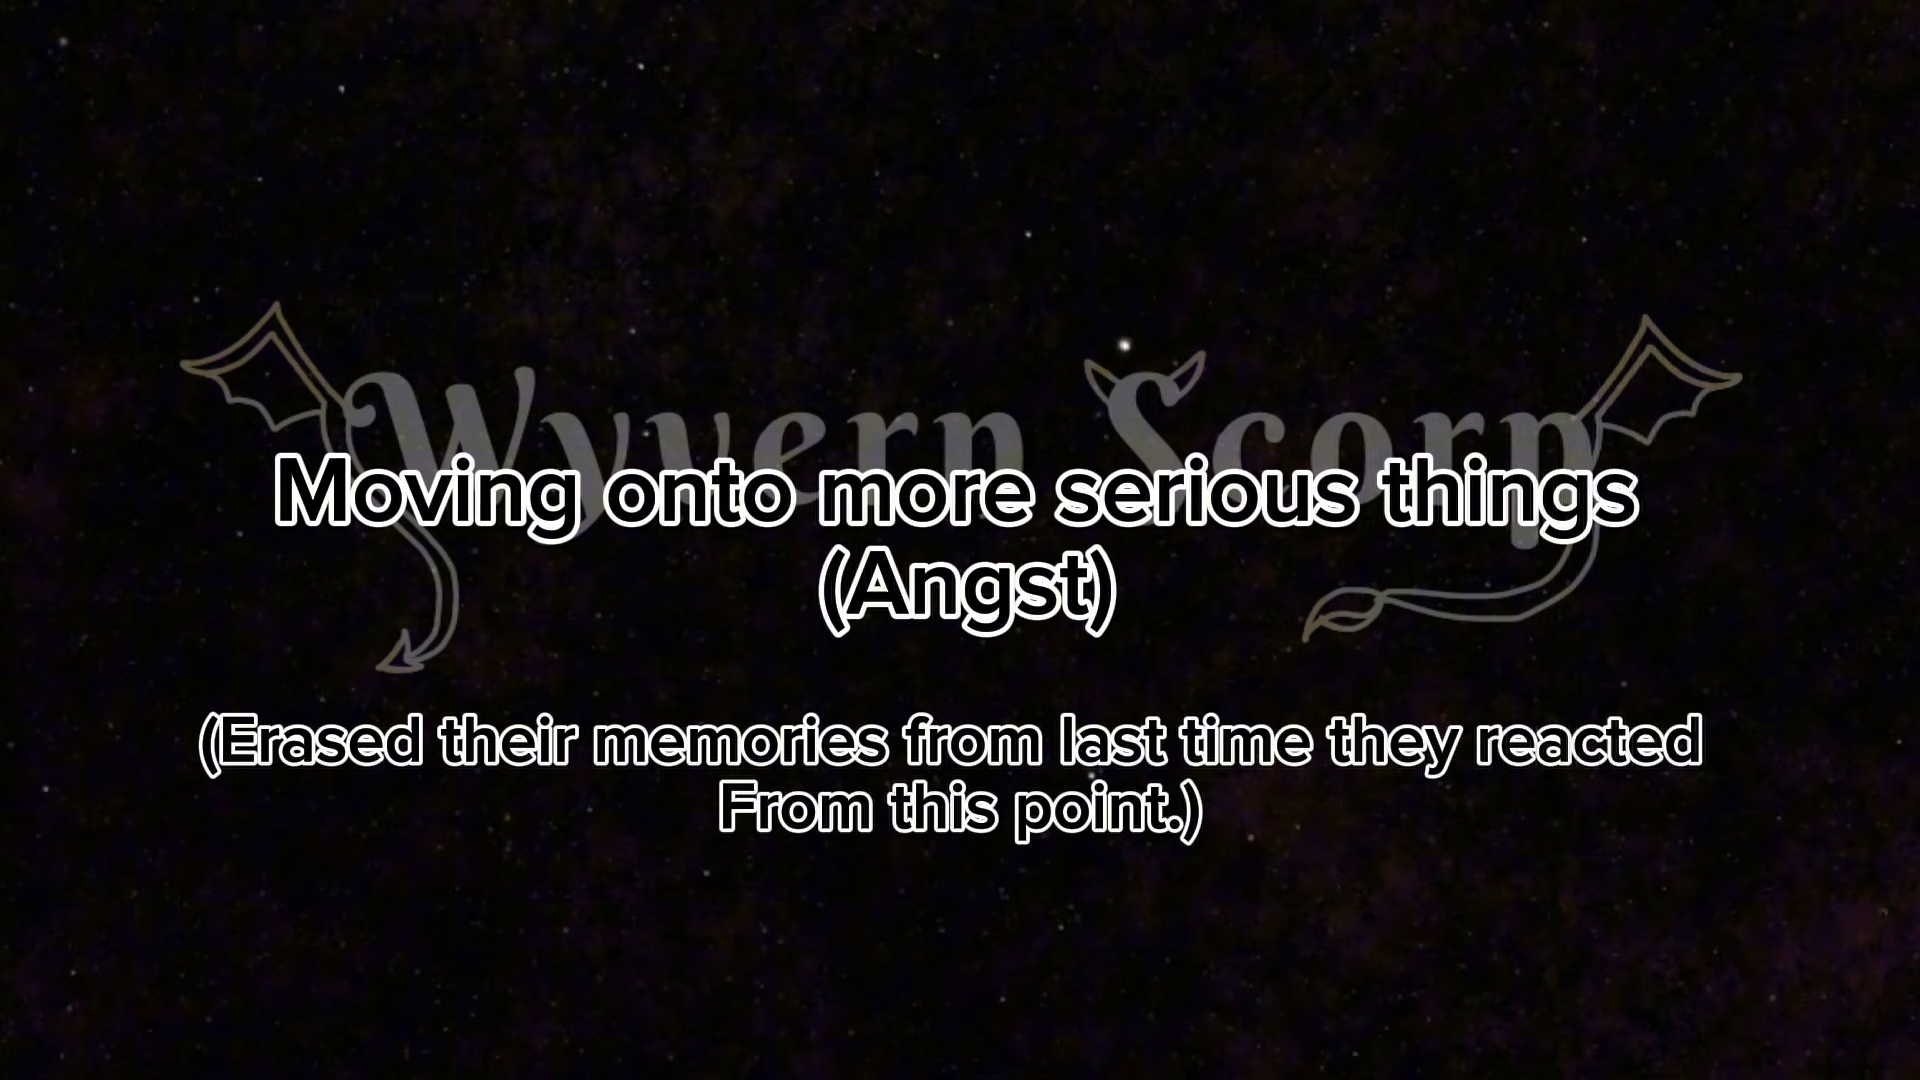 Wyvern Scorp
Moving onto more serious things
(Angst)
(Erased their memories from last time they reacted
From this point.)